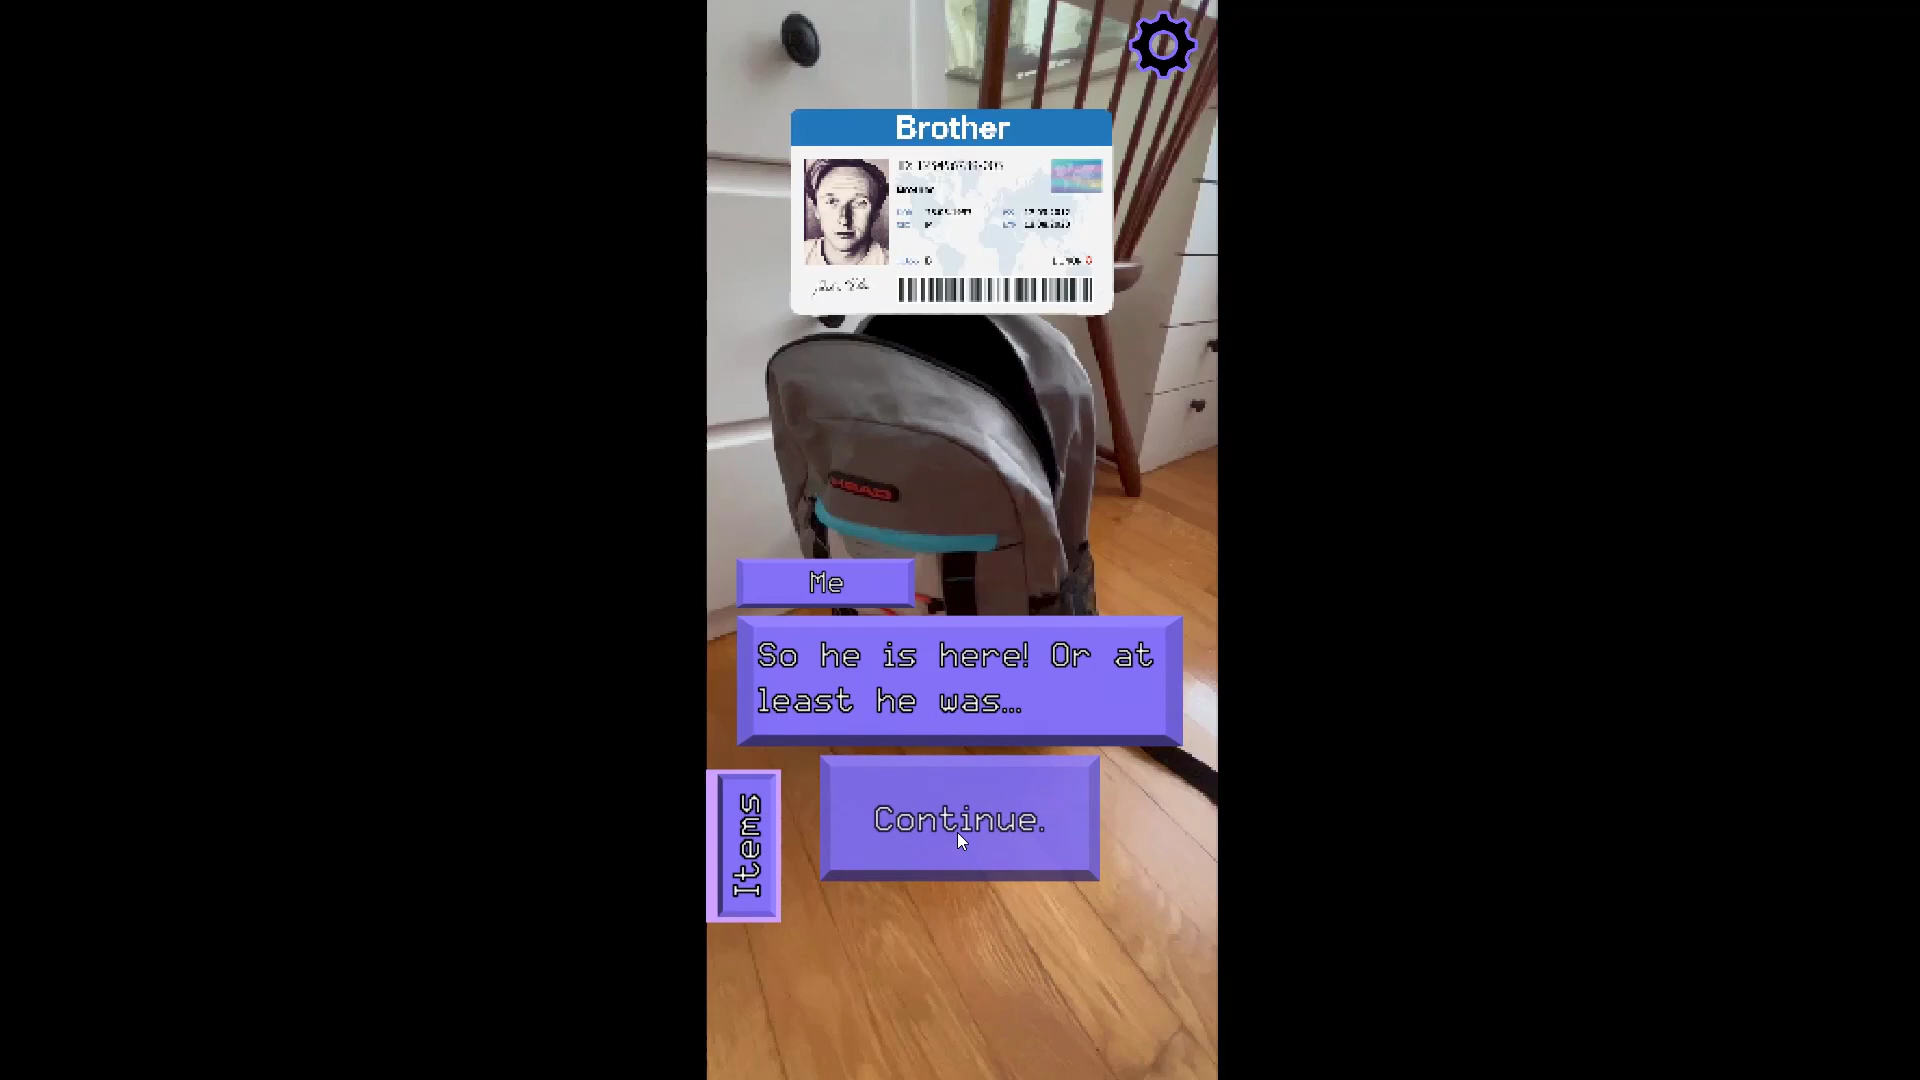 Brother
HEAD
Me
So he is here! Or at
least he was...
Continue.
Items